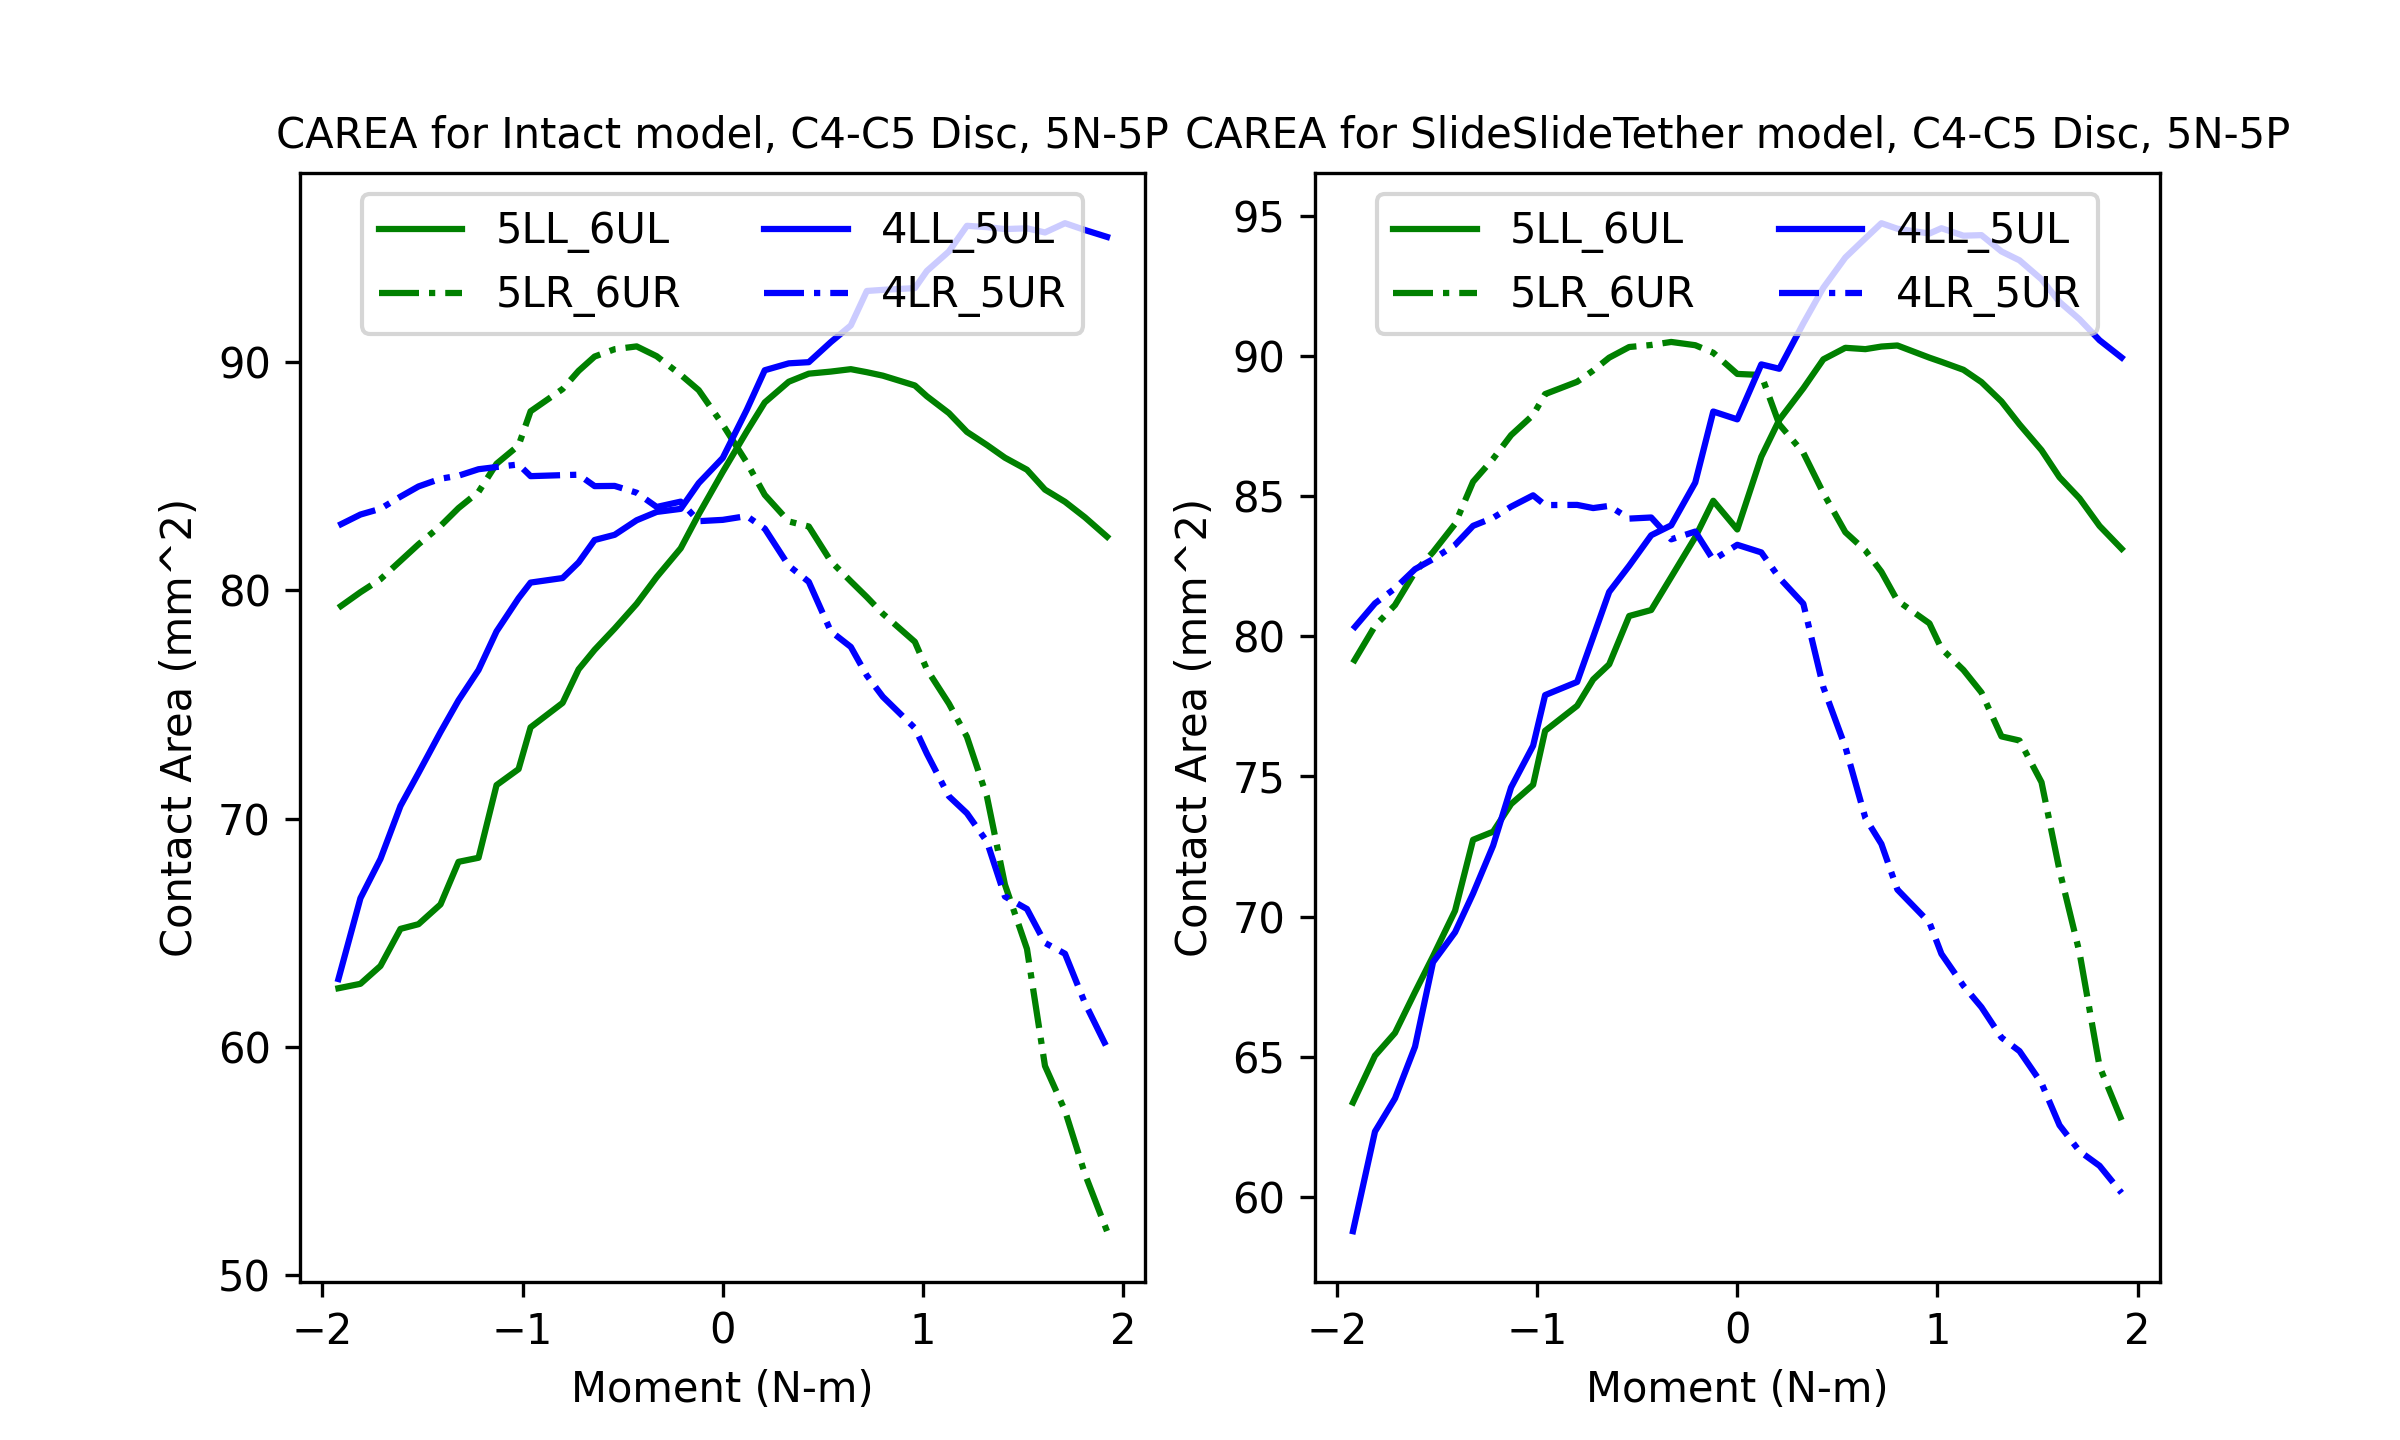 CAREA for Intact model, C4-C5 Disc, 5N-5P
5LL_6UL
5LR_6UR
4LL_5UL
4LR_5UR
90
80
70
60
50
Contact Area (mm^2)
−2
−1
0
1
2
Moment (N-m)
CAREA for SlideSlideTether model, C4-C5 Disc, 5N-5P
5LL_6UL
5LR_6UR
4LL_5UL
4LR_5UR
95
90
85
80
75
70
65
60
Contact Area (mm^2)
−2
−1
0
1
2
Moment (N-m)